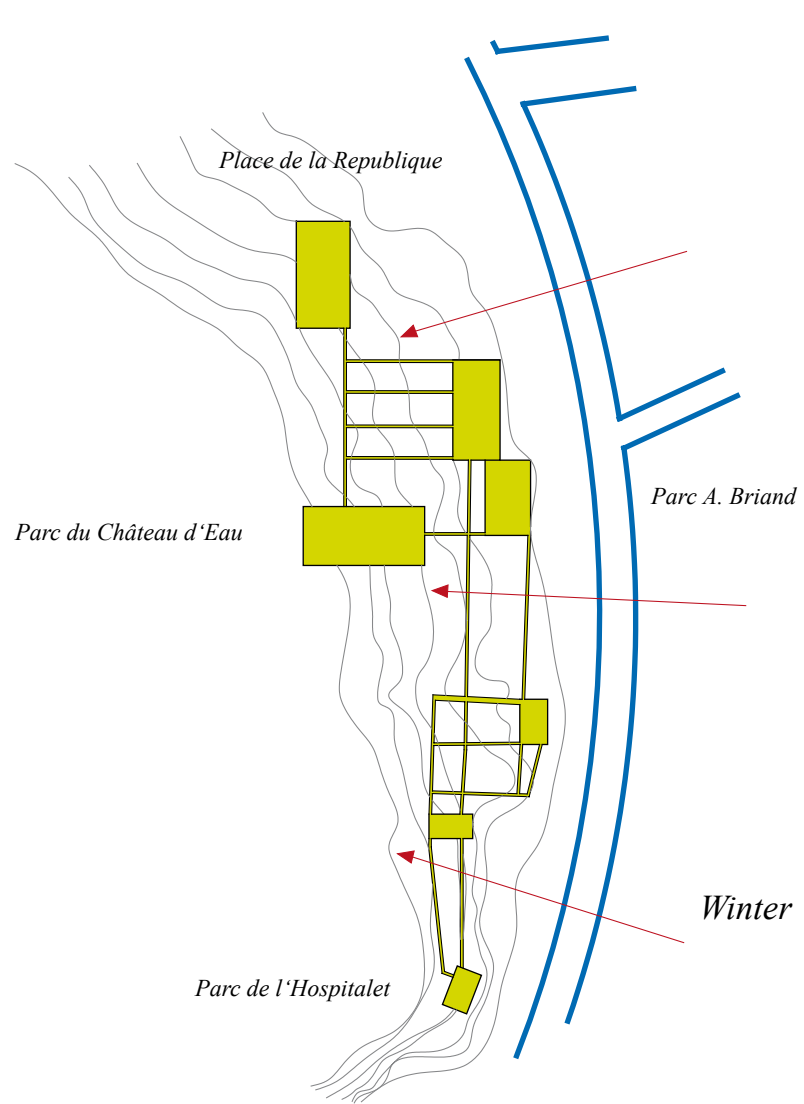 Place de la Republique
Parc A. Briand
Parc du Château d‘Eau
Winter
Parc de l‘Hospitalet